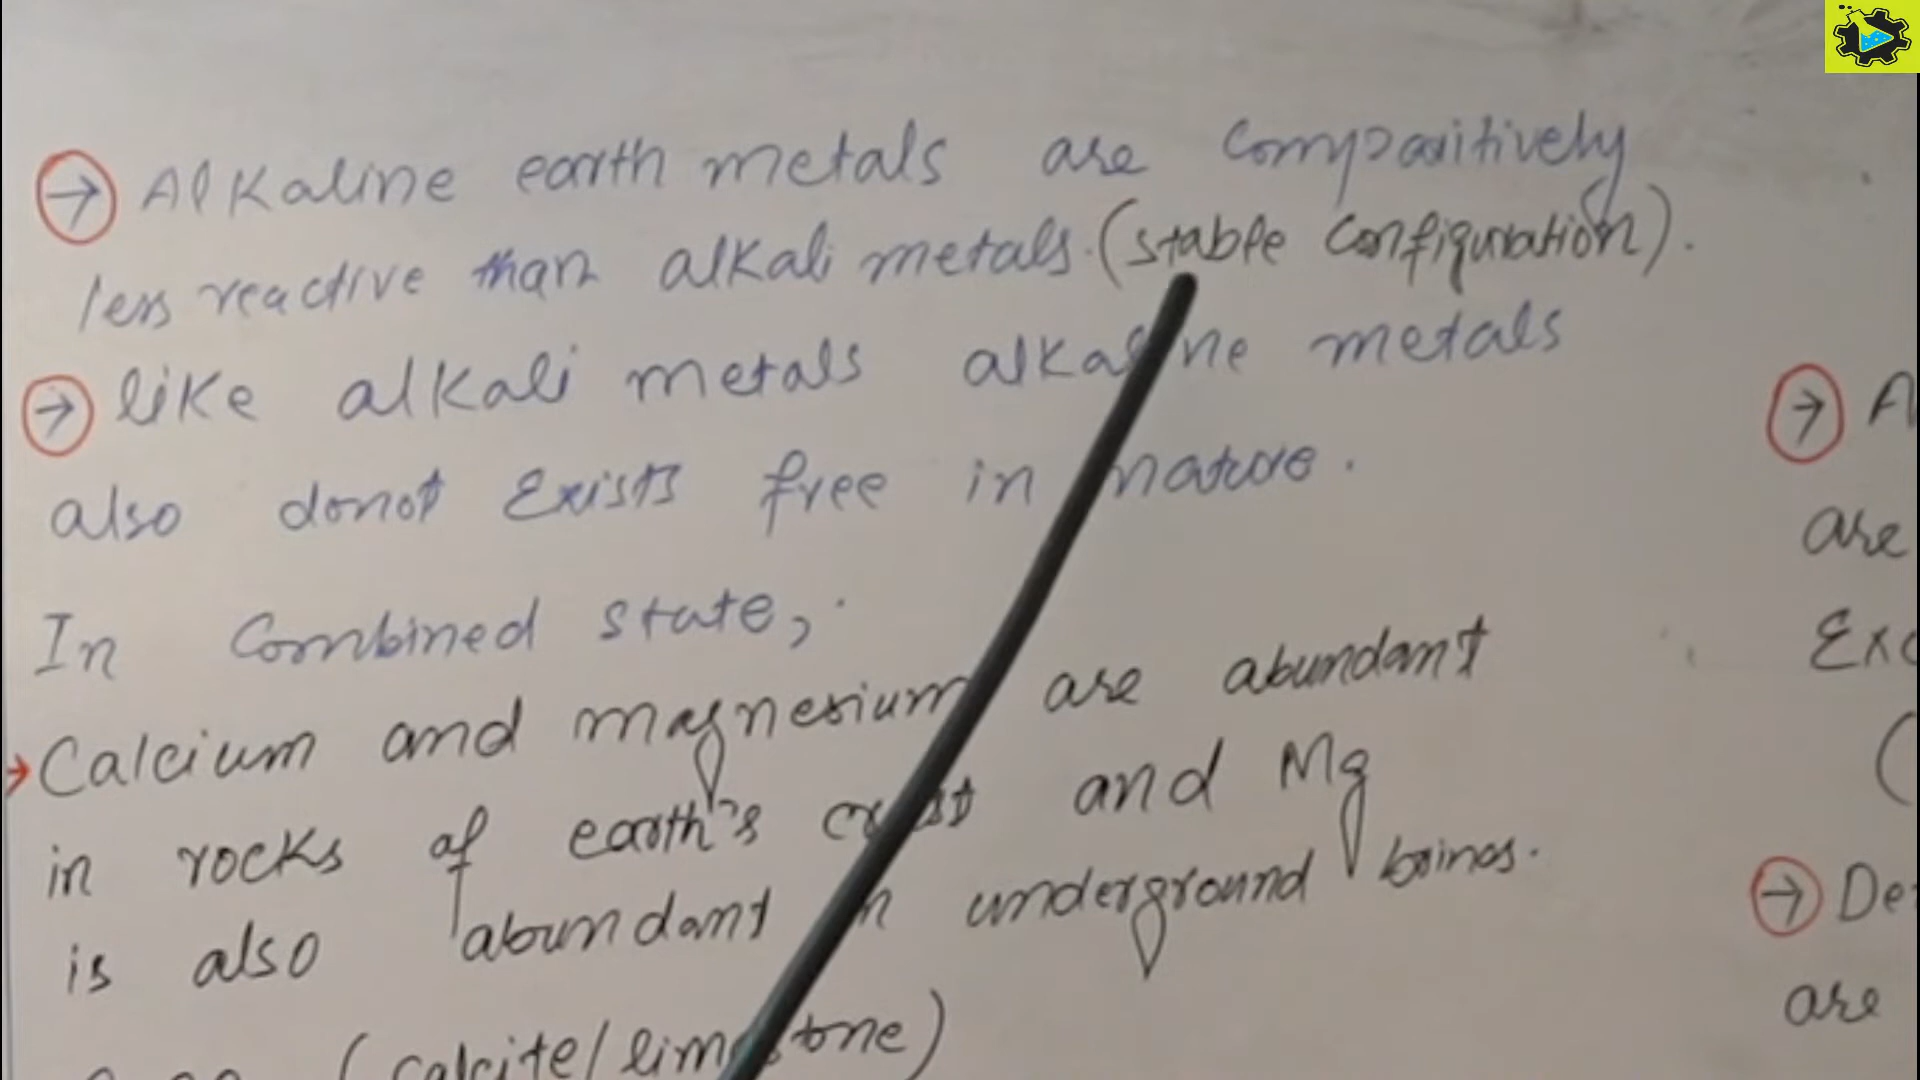 → Alkaline earth metals are comparitively
less reactive than alkali metals. (stable configuration).
→ like alkali metals alkaline metals
also donot Exists free in nature.
In Combined state,
→ Calcium and magnesium are abundant
in rocks of earth's crust and Mg
is also abundant in underground brines.
(calcite/limestone)
→ A
are
Exc
(
→ De
are